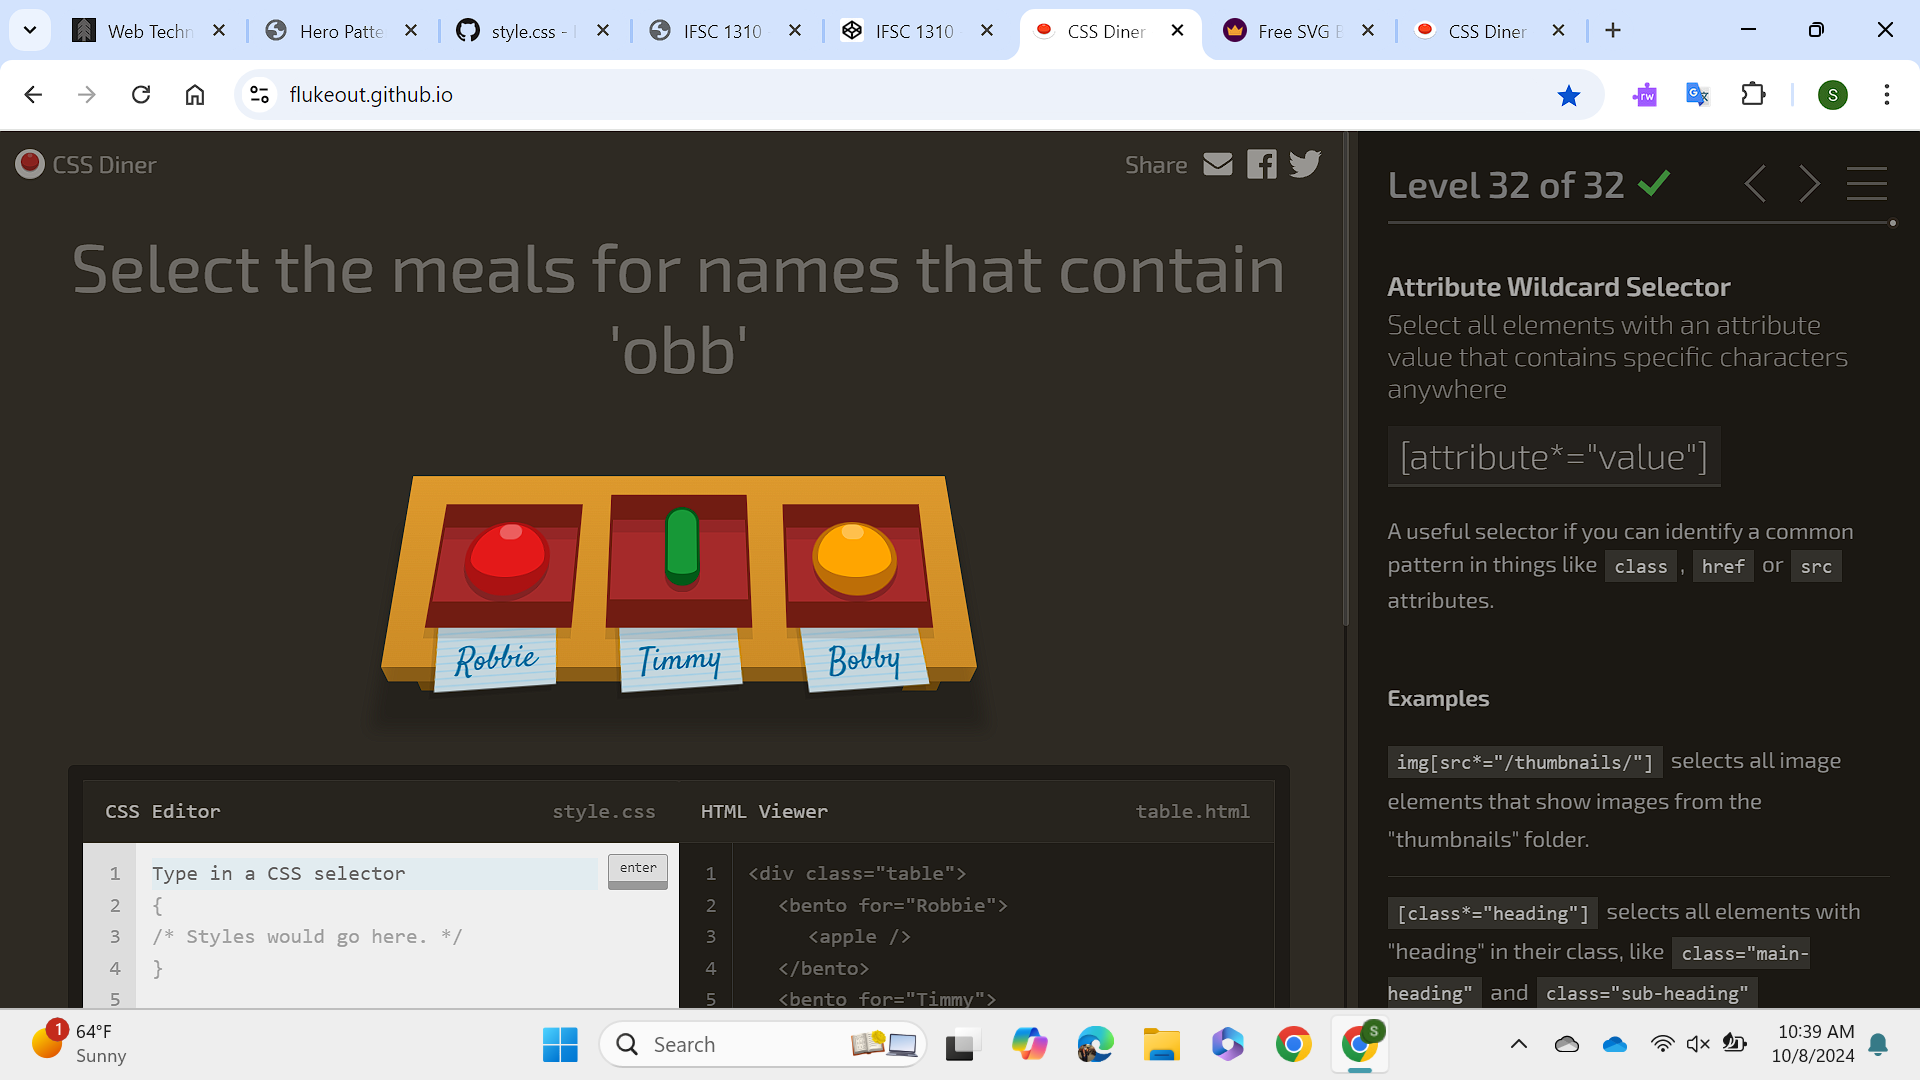 Web Techn
Hero Patte
style.css -
IFSC 1310
IFSC 1310
CSS Diner
Free SVG
CSS Diner
flukeout.github.io
S
CSS Diner
Share
Select the meals for names that contain
'obb'
Robbie
Timmy
Bobby
CSS Editor
style.css
HTML Viewer
table.html
1 Type in a CSS selector
enter
2 {
3 /* Styles would go here. */
4 }
5
1 <div class="table">
2 <bento for="Robbie">
3 <apple />
4 </bento>
5 <bento for="Timmy">
Level 32 of 32
Attribute Wildcard Selector
Select all elements with an attribute
value that contains specific characters
anywhere
[attribute*="value"]
A useful selector if you can identify a common
pattern in things like class , href or src
attributes.
Examples
img[src*="/thumbnails/"] selects all image
elements that show images from the
"thumbnails" folder.
[class*="heading"] selects all elements with
"heading" in their class, like class="main-
heading" and class="sub-heading"
1
64°F
Sunny
Search
S
10:39 AM
10/8/2024